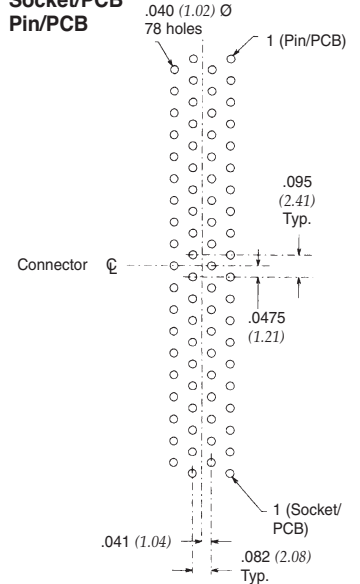 Socket/PCB
Pin/PCB
.040 (1.02) Ø
78 holes
1 (Pin/PCB)
.095
(2.41)
Typ.
Connector ℄
.0475
(1.21)
1 (Socket/
PCB)
.041 (1.04)
.082 (2.08)
Typ.